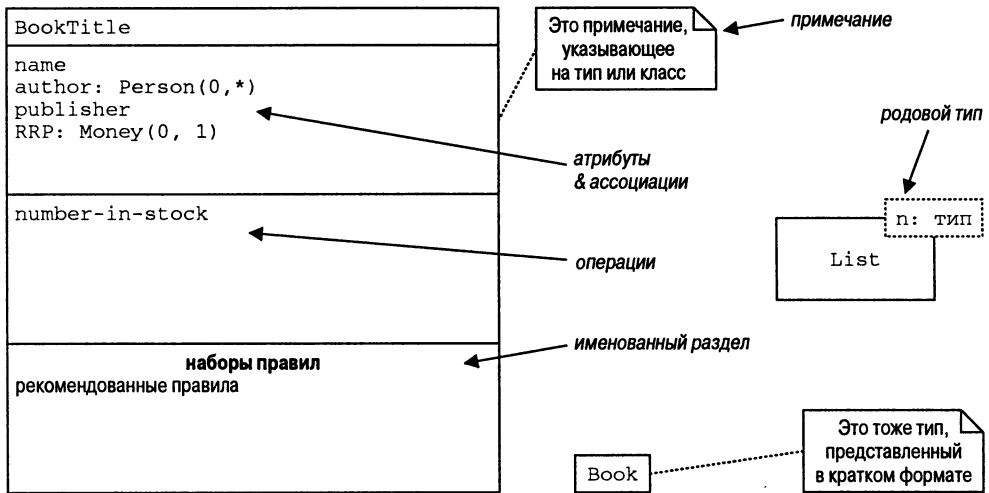 BookTitle
name
author: Person(0,*)
publisher
RRP: Money(0, 1)
number-in-stock
наборы правил
рекомендованные правила
Это примечание,
указывающее
на тип или класс
примечание
атрибуты
& ассоциации
операции
именованный раздел
родовой тип
n: тип
List
Book
Это тоже тип,
представленный
в кратком формате